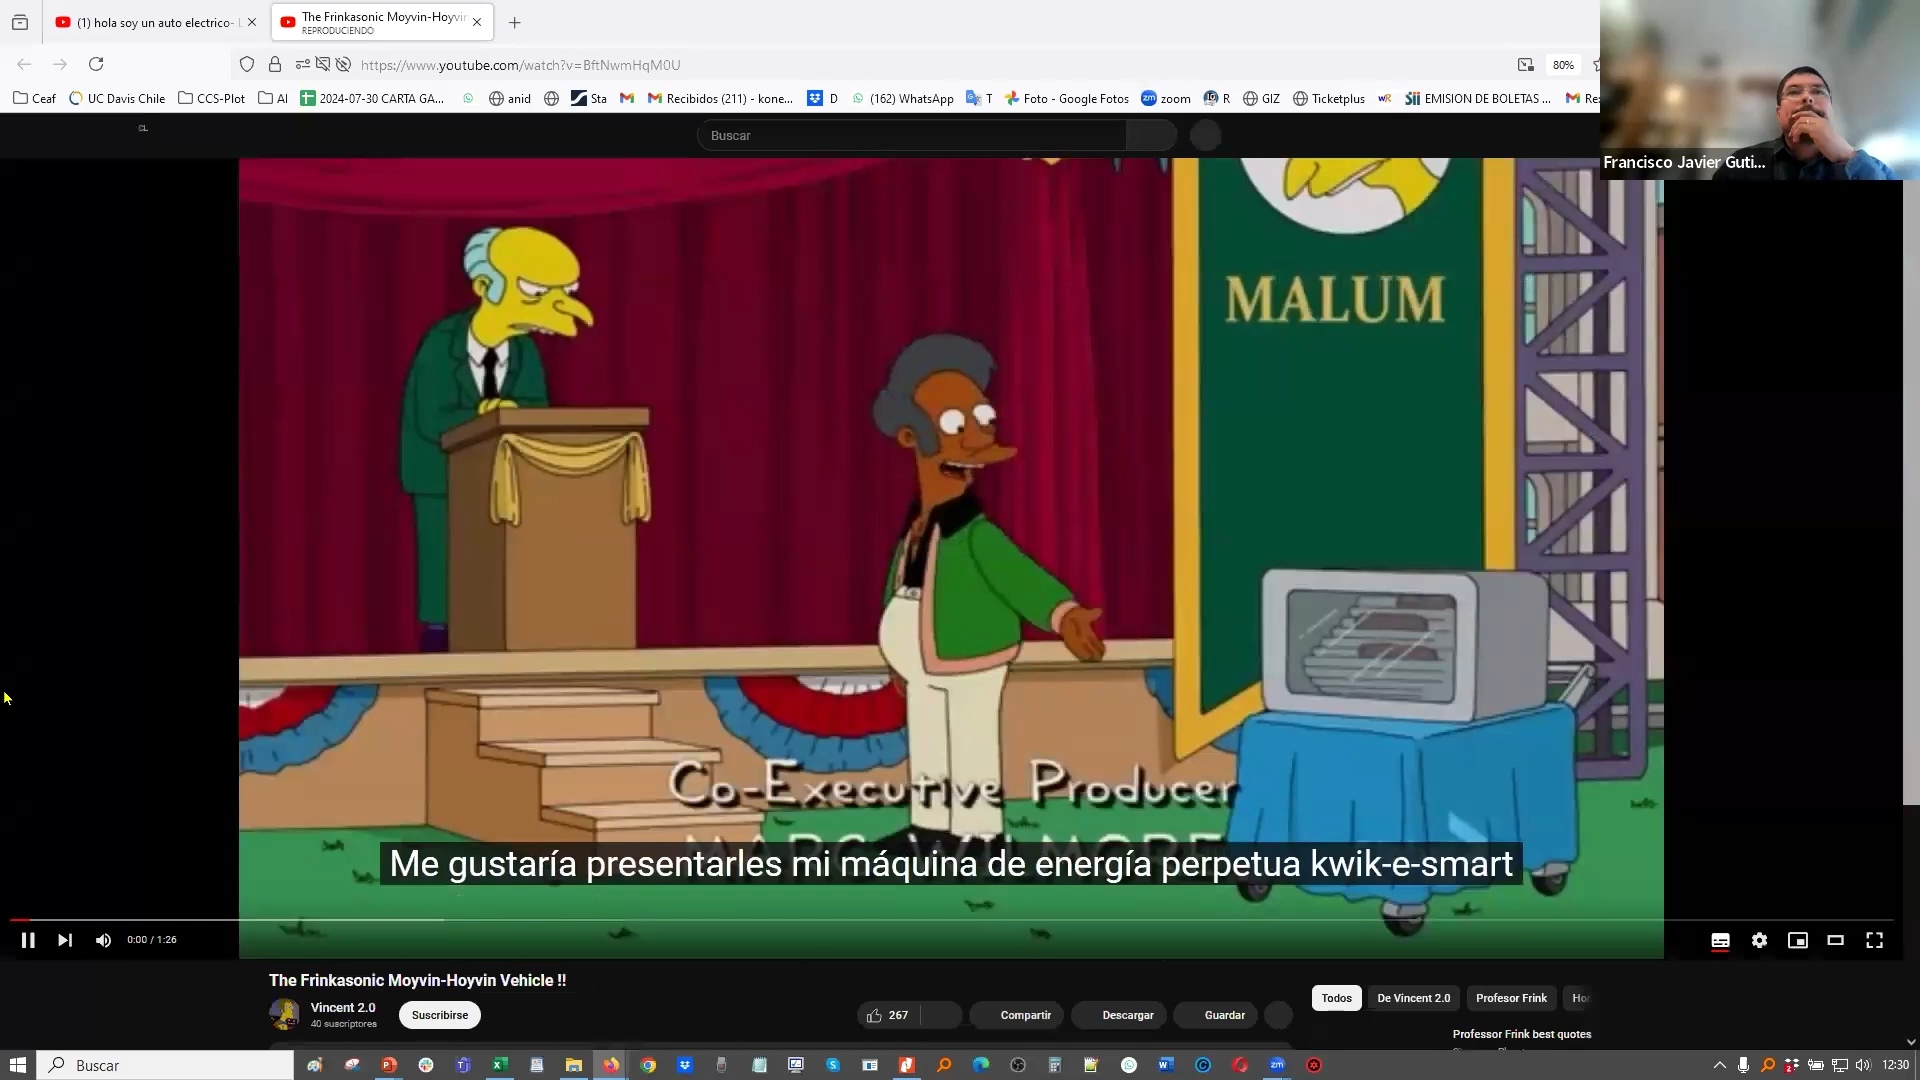 (1) hola soy un auto electrico-
The Frinkasonic Moyvin-Hoyvin
REPRODUCIENDO
https://www.youtube.com/watch?v=BftNwmHqM0U
80%
Ceaf
UC Davis Chile
CCS-Plot
AI
2024-07-30 CARTA GA...
anid
Sta
Recibidos (211) - kone...
D
(162) WhatsApp
T
Foto - Google Fotos
zoom
R
GIZ
Ticketplus
wR
EMISION DE BOLETAS ...
Francisco Javier Guti...
CL
Buscar
MALUM
Co-Executive Producer
MARC WILMORE
Me gustaría presentarles mi máquina de energía perpetua kwik-e-smart
0:00 / 1:26
The Frinkasonic Moyvin-Hoyvin Vehicle !!
Vincent 2.0
40 suscriptores
Suscribirse
267
Compartir
Descargar
Guardar
Todos
De Vincent 2.0
Profesor Frink
Professor Frink best quotes
Buscar
12:30